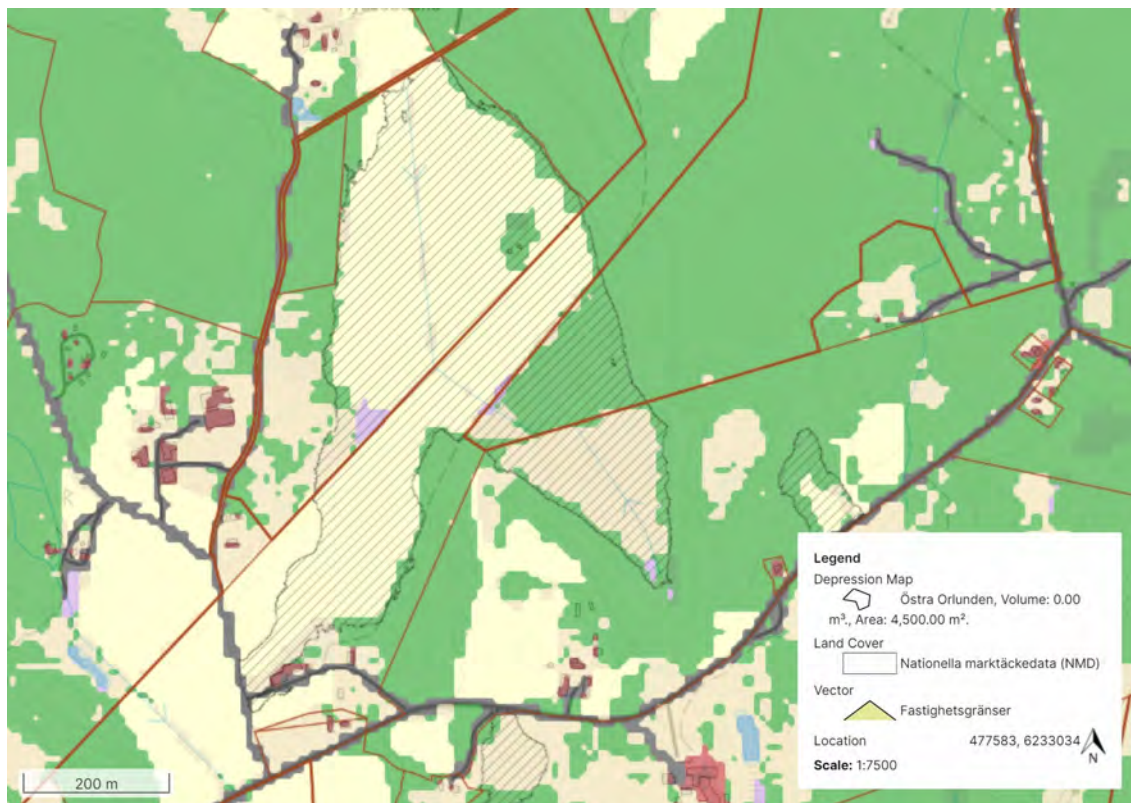 Legend
Depression Map
Östra Orlunden, Volume: 0.00
m³., Area: 4,500.00 m².
Land Cover
Nationella marktäckedata (NMD)
Vector
Fastighetsgränser
Location 477583, 6233034
N
Scale: 1:7500
200 m